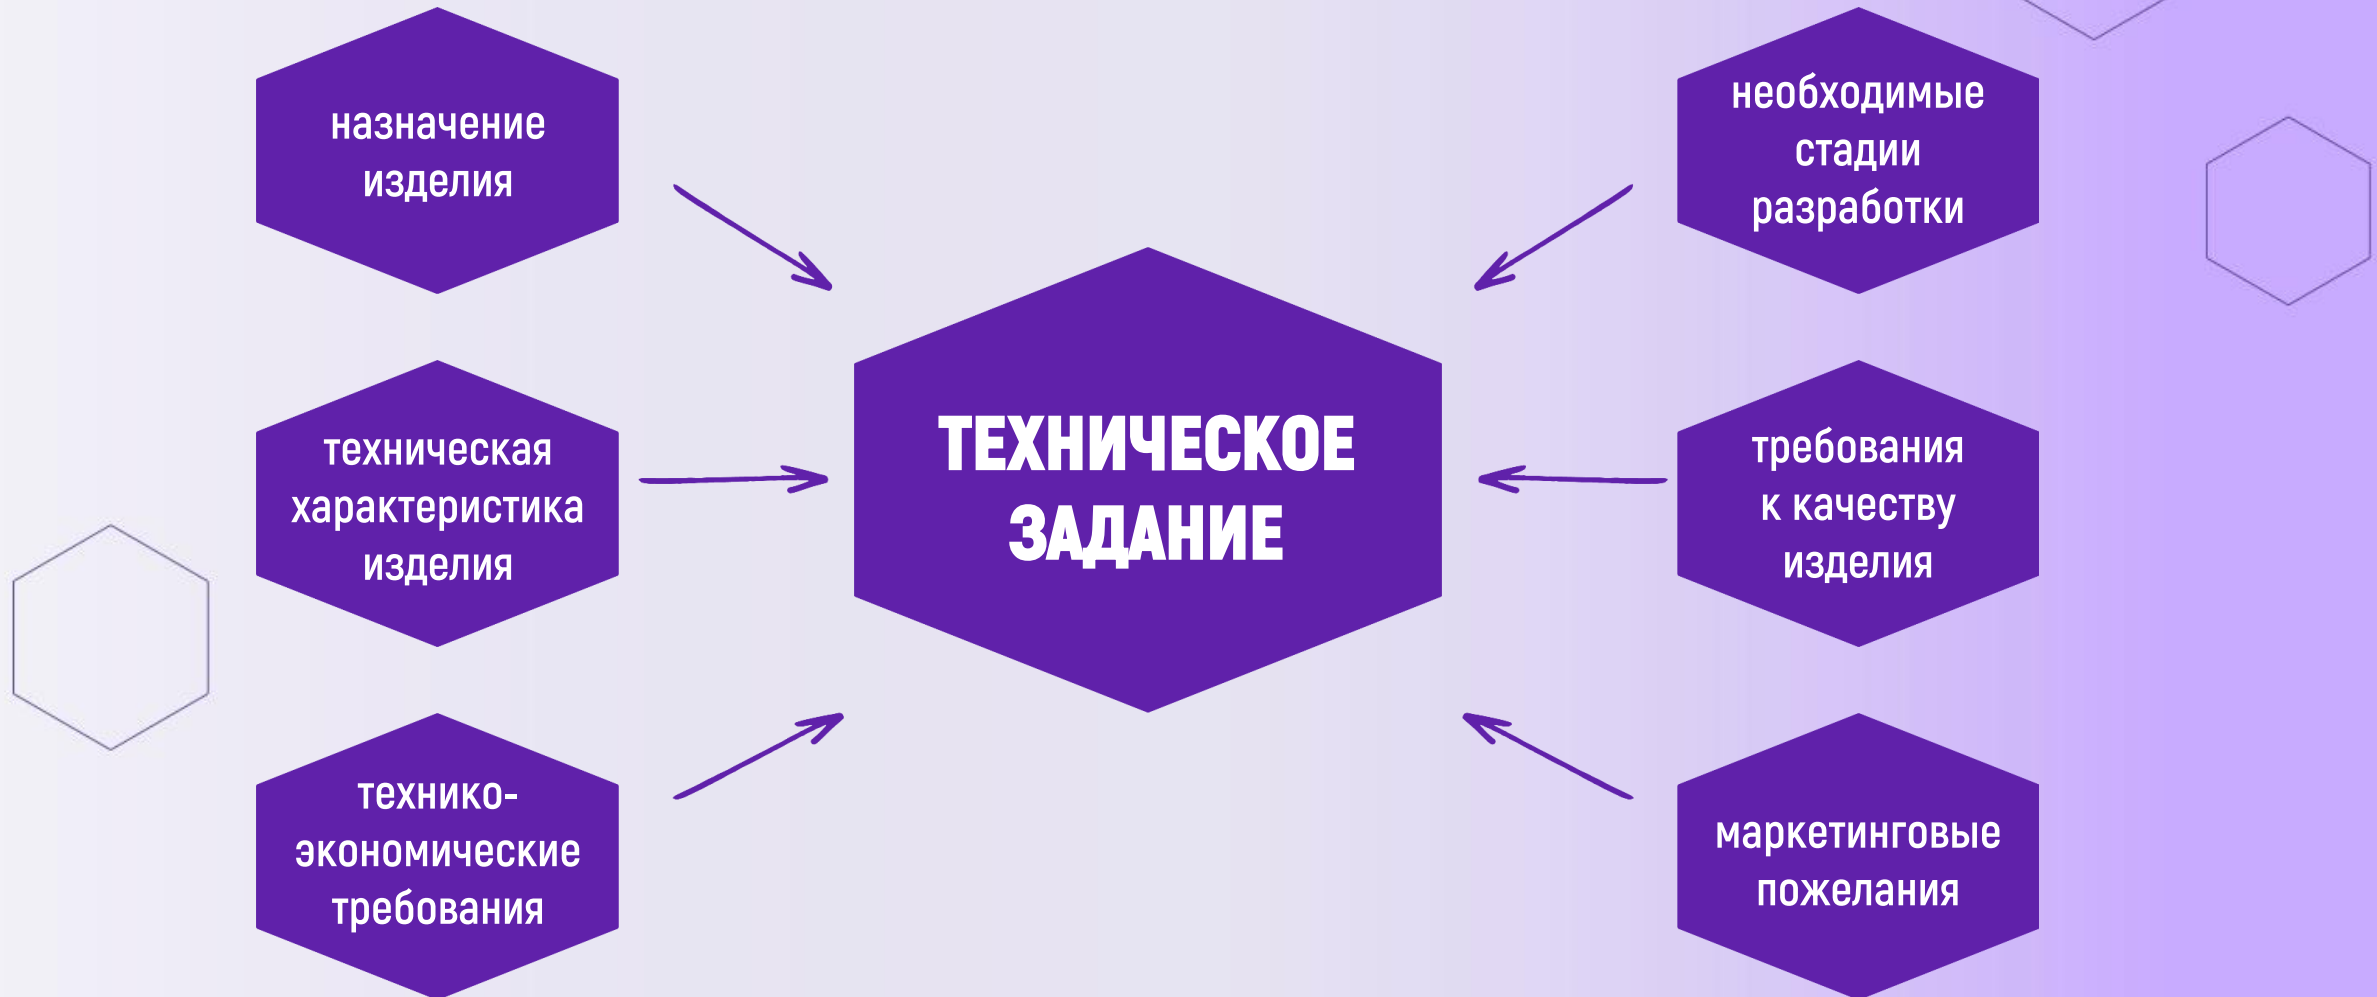 назначение
изделия
техническая
характеристика
изделия
технико-
экономические
требования
ТЕХНИЧЕСКОЕ
ЗАДАНИЕ
необходимые
стадии
разработки
требования
к качеству
изделия
маркетинговые
пожелания